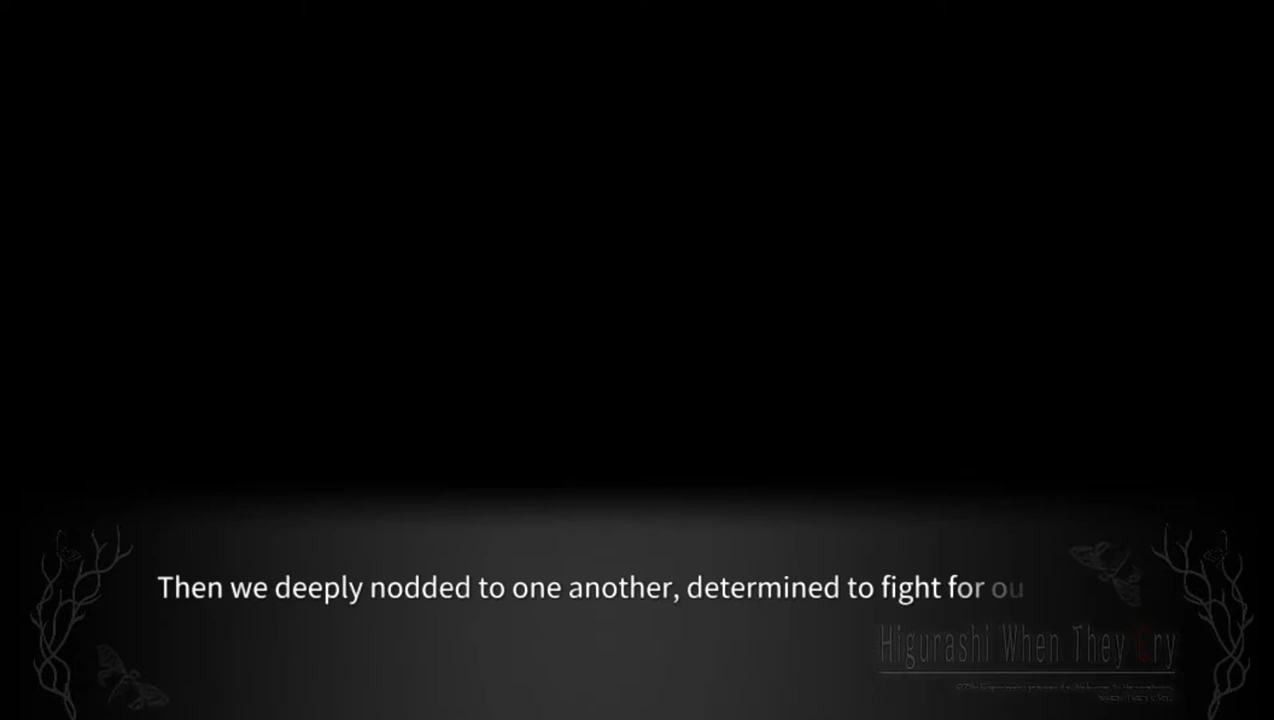 Then we deeply nodded to one another, determined to fight for ou
Higurashi When They Cry